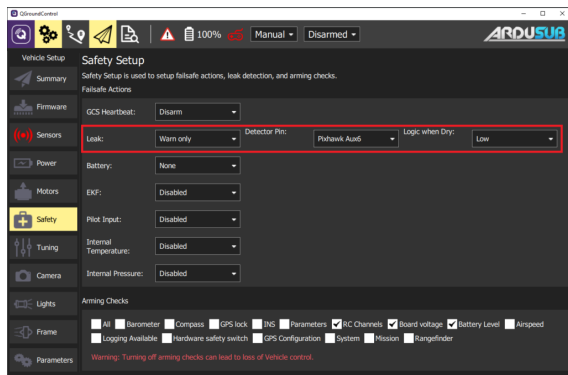 QGroundControl
100% Manual Disarmed ARDUSUB
Vehicle Setup
Summary
Firmware
Sensors
Power
Motors
Safety
Tuning
Camera
Lights
Frame
Parameters
Safety Setup
Safety Setup is used to setup failsafe actions, leak detection, and arming checks.
Failsafe Actions
GCS Heartbeat: Disarm
Leak: Warn only Detector Pin: Pixhawk Aux6 Logic when Dry: Low
Battery: None
EKF: Disabled
Pilot Input: Disabled
Internal
Temperature: Disabled
Internal Pressure: Disabled
Arming Checks
All Barometer Compass GPS lock INS Parameters RC Channels Board voltage Battery Level Airspeed
Logging Available Hardware safety switch GPS Configuration System Mission Rangefinder
Warning: Turning off arming checks can lead to loss of Vehicle control.